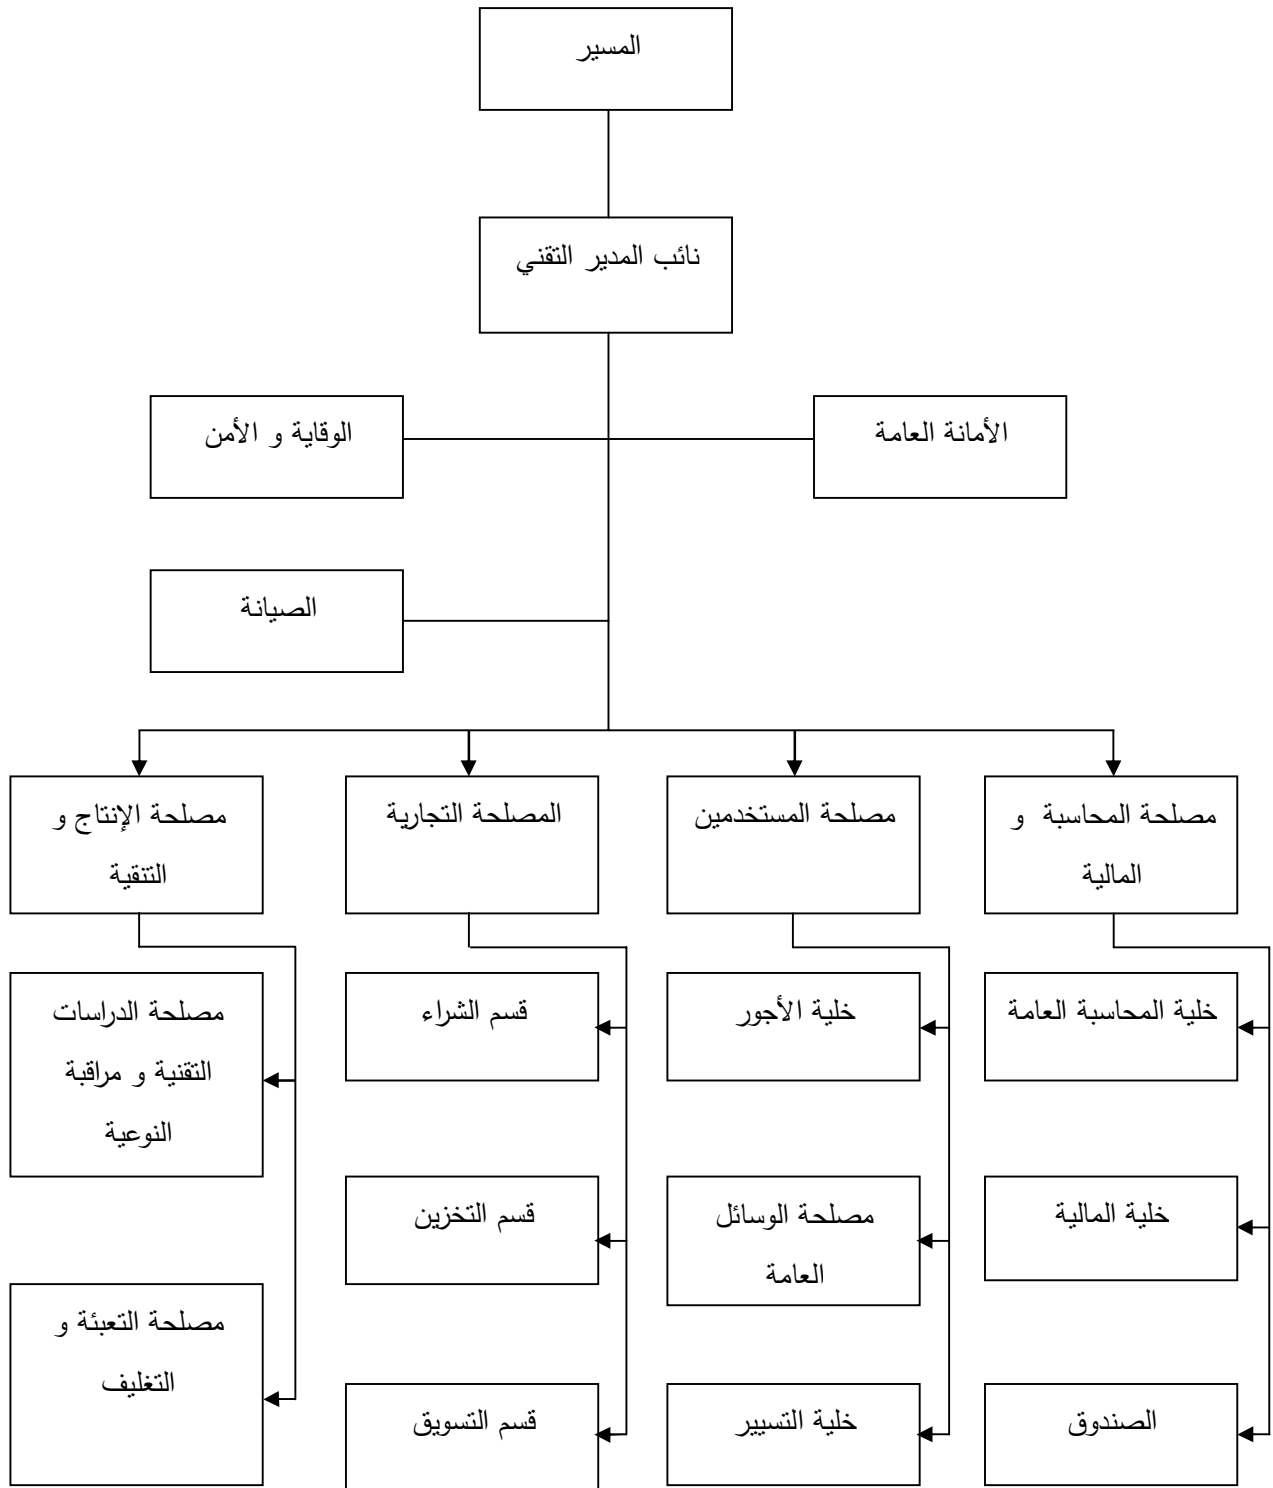 المسير
نائب المدير التقني
الأمانة العامة
الوقاية و الأمن
الصيانة
مصلحة المحاسبة و
المالية
مصلحة المستخدمين
المصلحة التجارية
مصلحة الإنتاج و
التنقية
خلية المحاسبة العامة
خلية الأجور
قسم الشراء
مصلحة الدراسات
التقنية و مراقبة
النوعية
خلية المالية
مصلحة الوسائل
العامة
قسم التخزين
مصلحة التعبئة و
التغليف
الصندوق
خلية التسيير
قسم التسويق